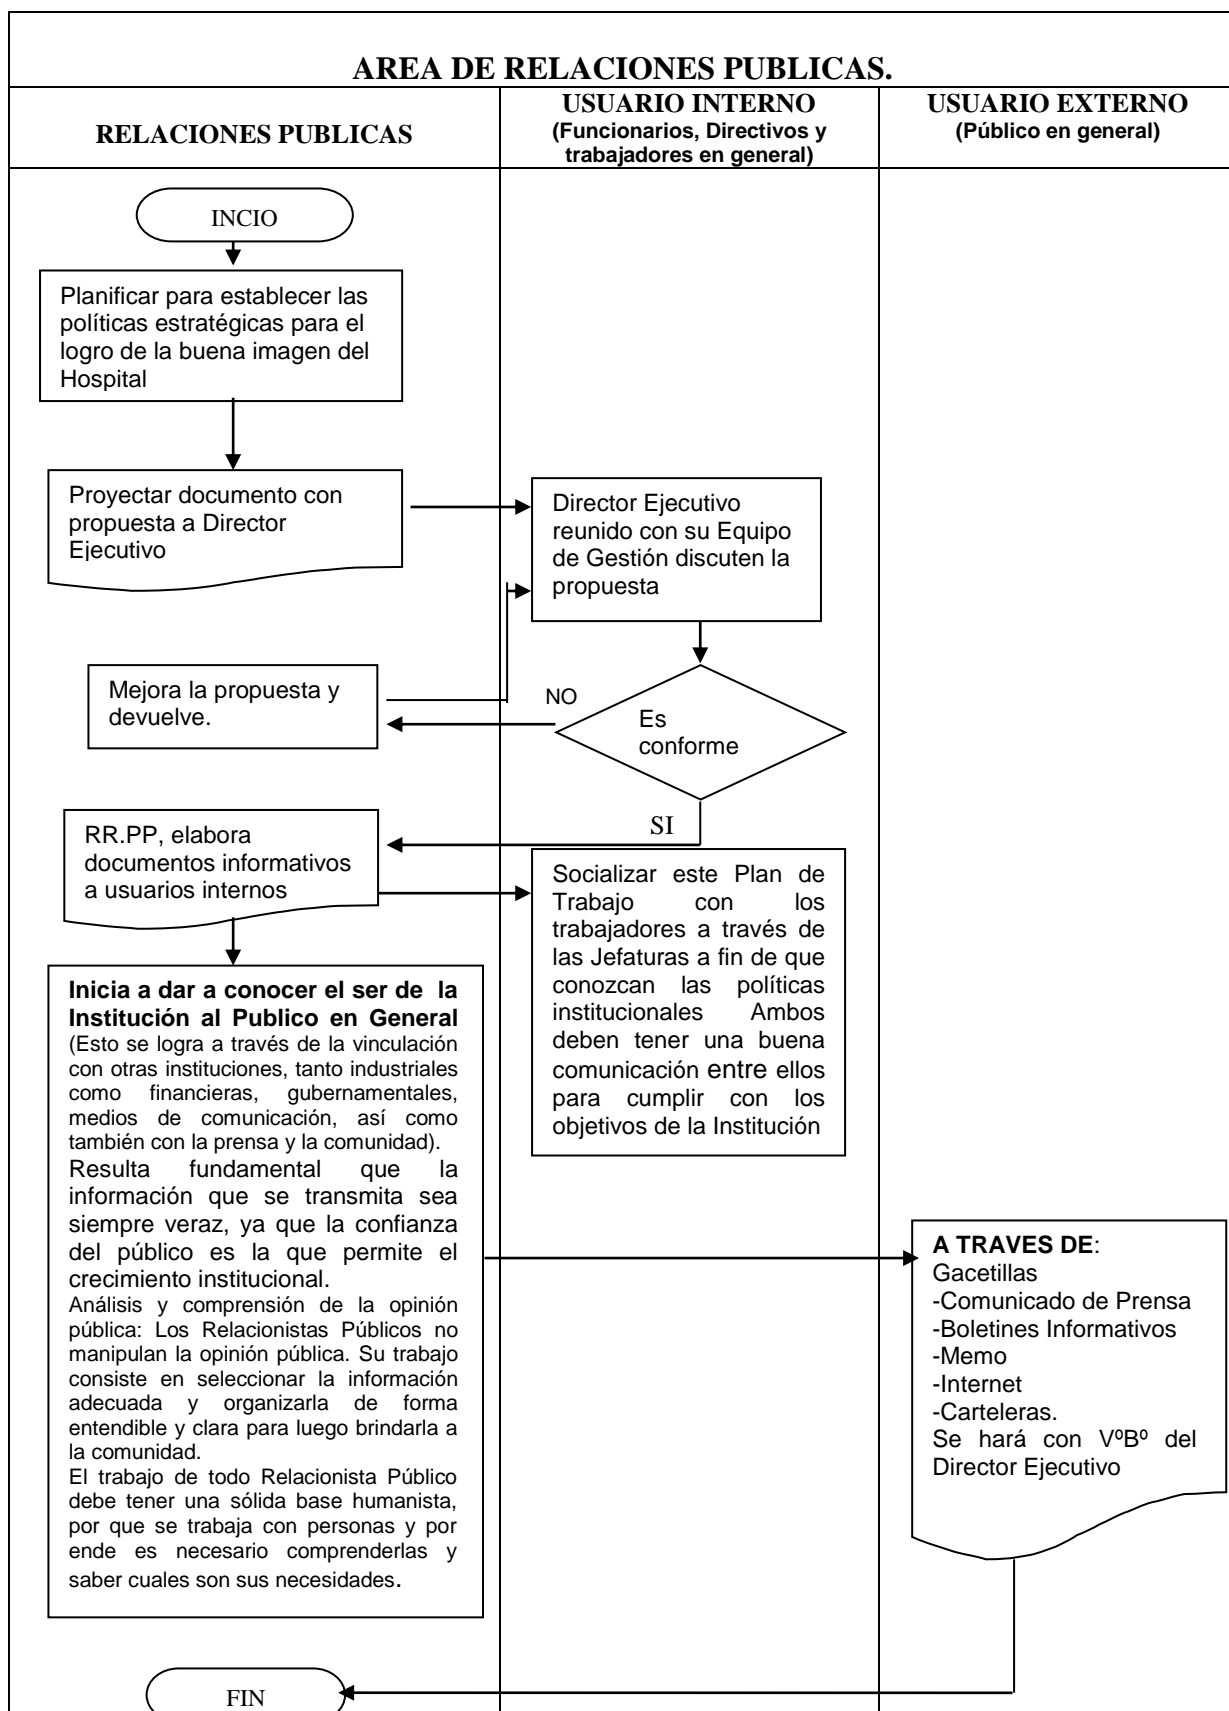 AREA DE RELACIONES PUBLICAS.
RELACIONES PUBLICAS
USUARIO INTERNO
(Funcionarios, Directivos y
trabajadores en general)
USUARIO EXTERNO
(Público en general)
INCIO
Planificar para establecer las
políticas estratégicas para el
logro de la buena imagen del
Hospital
Proyectar documento con
propuesta a Director
Ejecutivo
Director Ejecutivo
reunido con su Equipo
de Gestión discuten la
propuesta
Mejora la propuesta y
devuelve.
NO
Es
conforme
SI
RR.PP, elabora
documentos informativos
a usuarios internos
Socializar este Plan de
Trabajo con los
trabajadores a través de
las Jefaturas a fin de que
conozcan las políticas
institucionales Ambos
deben tener una buena
comunicación entre ellos
para cumplir con los
objetivos de la Institución
Inicia a dar a conocer el ser de la
Institución al Publico en General
(Esto se logra a través de la vinculación
con otras instituciones, tanto industriales
como financieras, gubernamentales,
medios de comunicación, así como
también con la prensa y la comunidad).
Resulta fundamental que la
información que se transmita sea
siempre veraz, ya que la confianza
del público es la que permite el
crecimiento institucional.
Análisis y comprensión de la opinión
pública: Los Relacionistas Públicos no
manipulan la opinión pública. Su trabajo
consiste en seleccionar la información
adecuada y organizarla de forma
entendible y clara para luego brindarla a
la comunidad.
El trabajo de todo Relacionista Público
debe tener una sólida base humanista,
por que se trabaja con personas y por
ende es necesario comprenderlas y
saber cuales son sus necesidades.
A TRAVES DE:
Gacetillas
-Comunicado de Prensa
-Boletines Informativos
-Memo
-Internet
-Carteleras.
Se hará con VºBº del
Director Ejecutivo
FIN